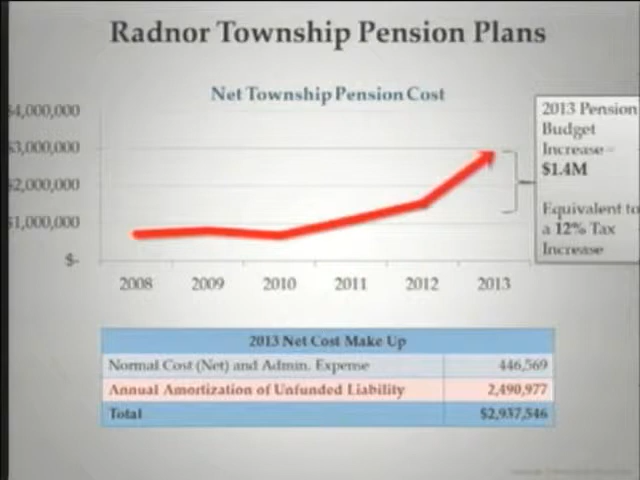 Radnor Township Pension Plans
Net Township Pension Cost
$4,000,000
$3,000,000
$2,000,000
$1,000,000
$-
2008 2009 2010 2011 2012 2013
2013 Pension
Budget
Increase –
$1.4M
Equivalent to
a 12% Tax
Increase
2013 Net Cost Make Up
Normal Cost (Net) and Admin. Expense 446,569
Annual Amortization of Unfunded Liability 2,490,977
Total $2,937,546